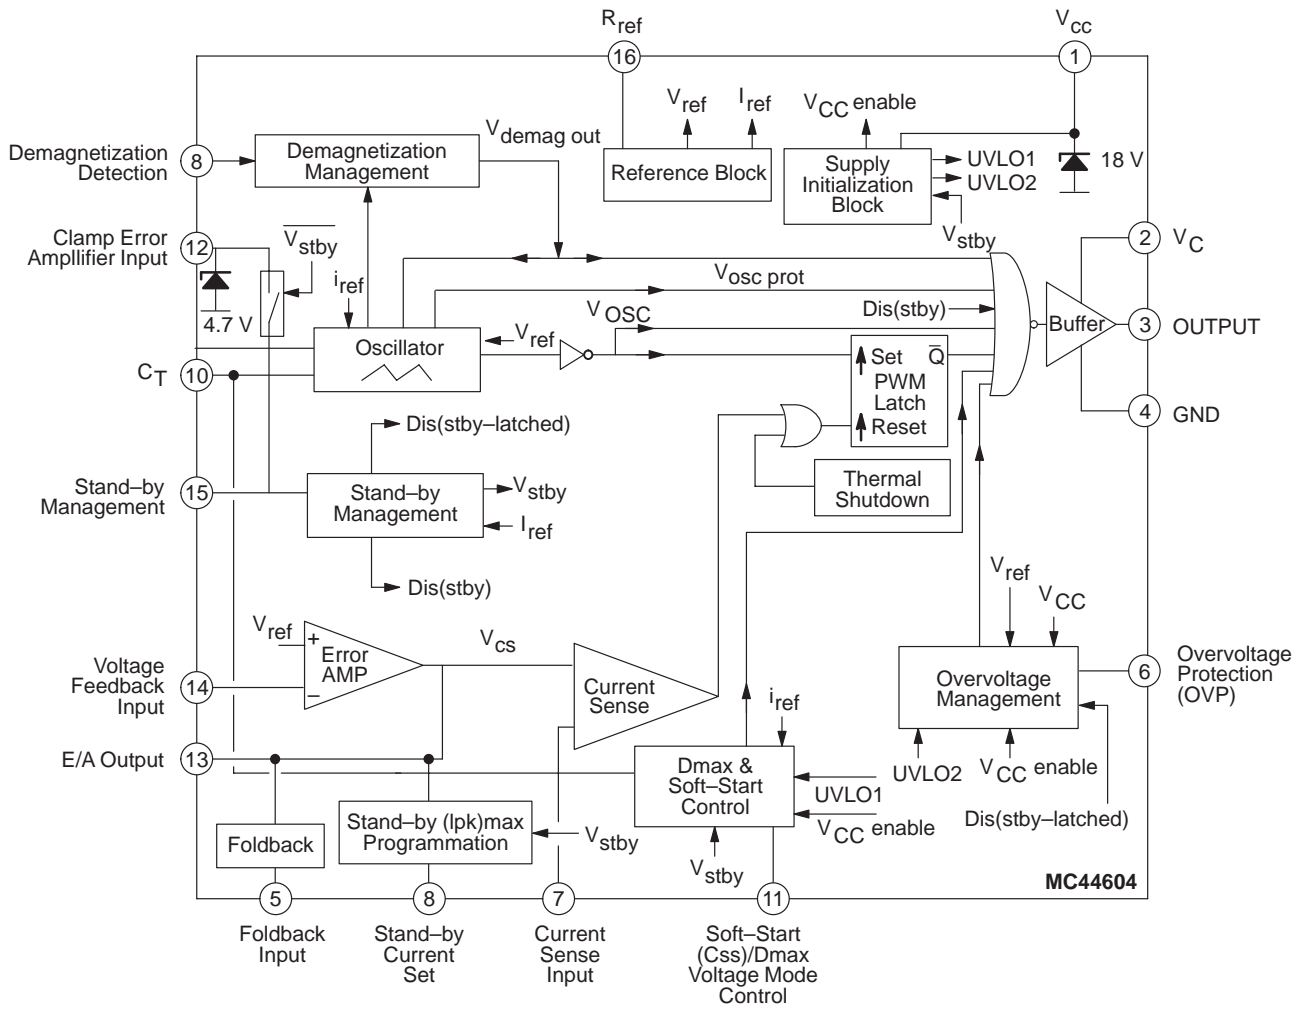 Rref
Vcc
16
1
Vref
Iref
VCC enable
Vdemag out
Demagnetization
Detection
8
Demagnetization
Management
Reference Block
Supply
Initialization
Block
UVLO1
UVLO2
18 V
Vstby
Clamp Error
Ampllifier Input
12
Vstby
4.7 V
iref
2
VC
Vosc prot
Dis(stby)
VOSC
Vref
Oscillator
Buffer
3
OUTPUT
CT
10
Set Q
PWM
Latch
Reset
4
GND
Dis(stby–latched)
Stand–by
Management
15
Stand–by
Management
Vstby
Iref
Thermal
Shutdown
Dis(stby)
Vref
VCC
Vref
+
Error
AMP
–
Vcs
Voltage
Feedback
Input
14
Current
Sense
iref
Overvoltage
Management
6
Overvoltage
Protection
(OVP)
E/A Output
13
Dmax &
Soft–Start
Control
UVLO1
VCC enable
UVLO2
VCC enable
Dis(stby–latched)
Foldback
Stand–by (Ipk)max
Programmation
Vstby
Vstby
MC44604
5
8
7
11
Foldback
Input
Stand–by
Current
Set
Current
Sense
Input
Soft–Start
(Css)/Dmax
Voltage Mode
Control